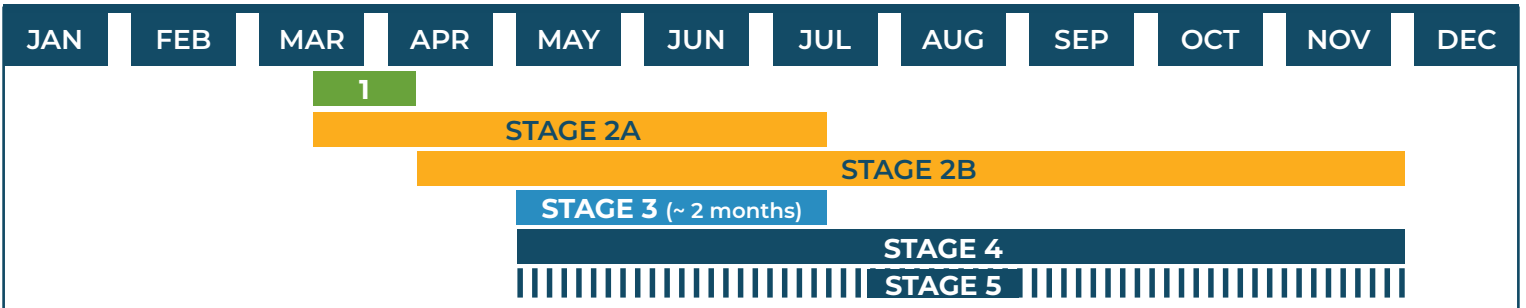 JAN FEB MAR APR MAY JUN JUL AUG SEP OCT NOV DEC
1
STAGE 2A
STAGE 2B
STAGE 3 (~ 2 months)
STAGE 4
STAGE 5